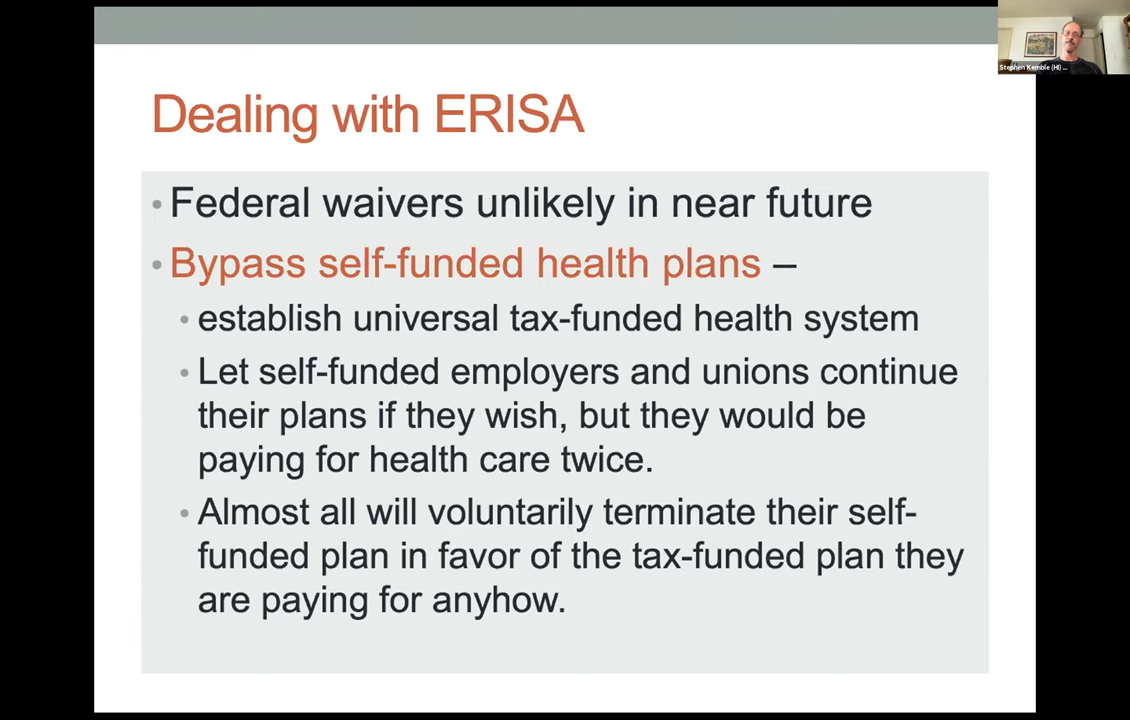 Stephen Kemble (HI) ...
Dealing with ERISA
• Federal waivers unlikely in near future
• Bypass self-funded health plans –
• establish universal tax-funded health system
• Let self-funded employers and unions continue
their plans if they wish, but they would be
paying for health care twice.
• Almost all will voluntarily terminate their self-
funded plan in favor of the tax-funded plan they
are paying for anyhow.